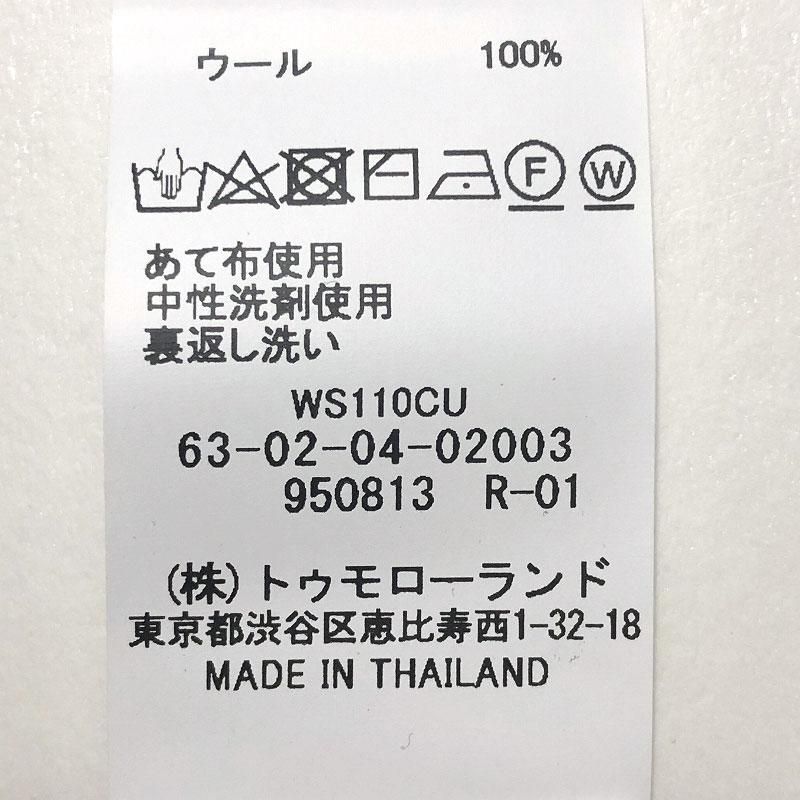 ウール 100%
F W
あて布使用
中性洗剤使用
裏返し洗い
WS110CU
63-02-04-02003
950813 R-01
(株)トゥモローランド
東京都渋谷区恵比寿西1-32-18
MADE IN THAILAND